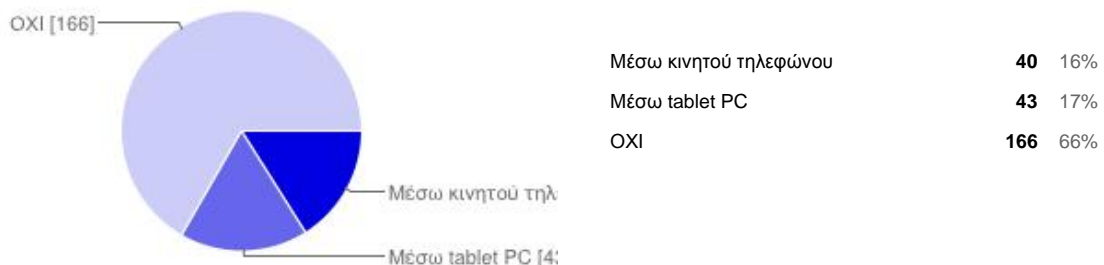 ΟΧΙ [166]
Μέσω κινητού τηλ
Μέσω tablet PC [43
Μέσω κινητού τηλεφώνου 40 16%
Μέσω tablet PC 43 17%
ΟΧΙ 166 66%